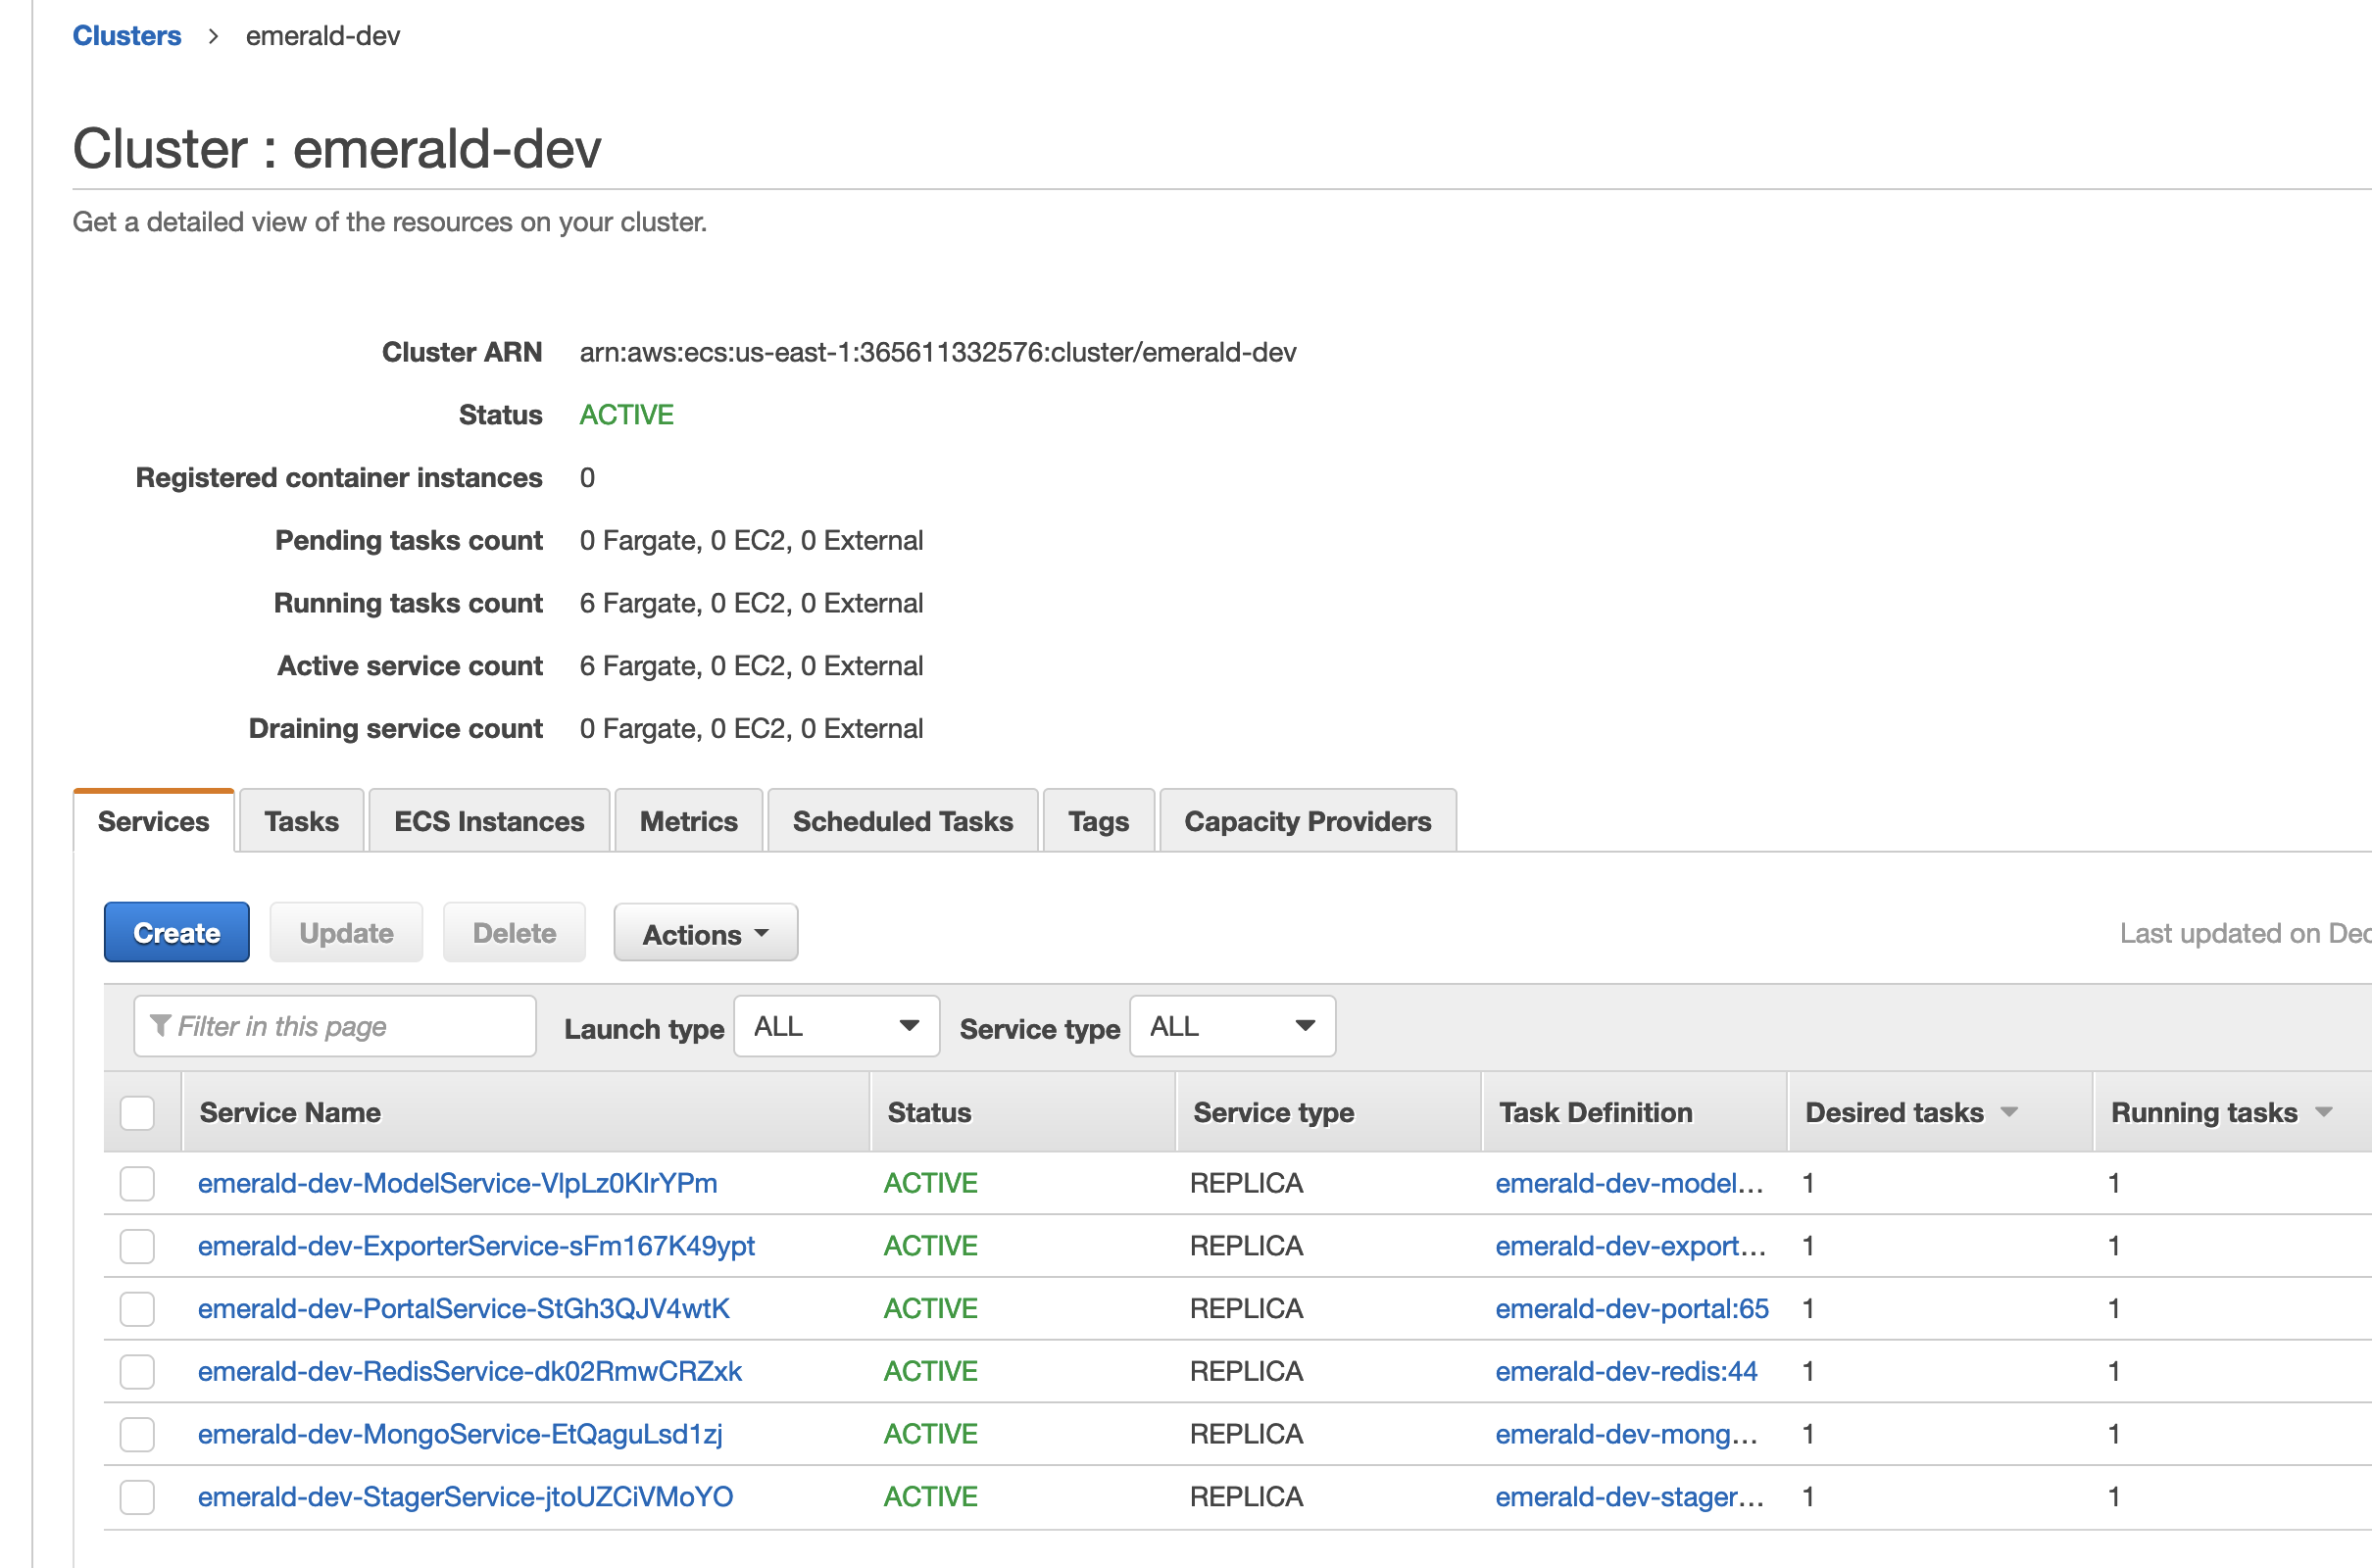 Clusters > emerald-dev
Cluster : emerald-dev
Get a detailed view of the resources on your cluster.
Cluster ARN arn:aws:ecs:us-east-1:365611332576:cluster/emerald-dev
Status ACTIVE
Registered container instances 0
Pending tasks count 0 Fargate, 0 EC2, 0 External
Running tasks count 6 Fargate, 0 EC2, 0 External
Active service count 6 Fargate, 0 EC2, 0 External
Draining service count 0 Fargate, 0 EC2, 0 External
Services Tasks ECS Instances Metrics Scheduled Tasks Tags Capacity Providers
Create Update Delete Actions Last updated on Dec
Filter in this page Launch type ALL Service type ALL
Service Name Status Service type Task Definition Desired tasks Running tasks
emerald-dev-ModelService-VlpLz0KIrYPm ACTIVE REPLICA emerald-dev-model... 1 1
emerald-dev-ExporterService-sFm167K49ypt ACTIVE REPLICA emerald-dev-export... 1 1
emerald-dev-PortalService-StGh3QJV4wtK ACTIVE REPLICA emerald-dev-portal:65 1 1
emerald-dev-RedisService-dk02RmwCRZxk ACTIVE REPLICA emerald-dev-redis:44 1 1
emerald-dev-MongoService-EtQaguLsd1zj ACTIVE REPLICA emerald-dev-mong... 1 1
emerald-dev-StagerService-jtoUZCiVMoYO ACTIVE REPLICA emerald-dev-stager... 1 1